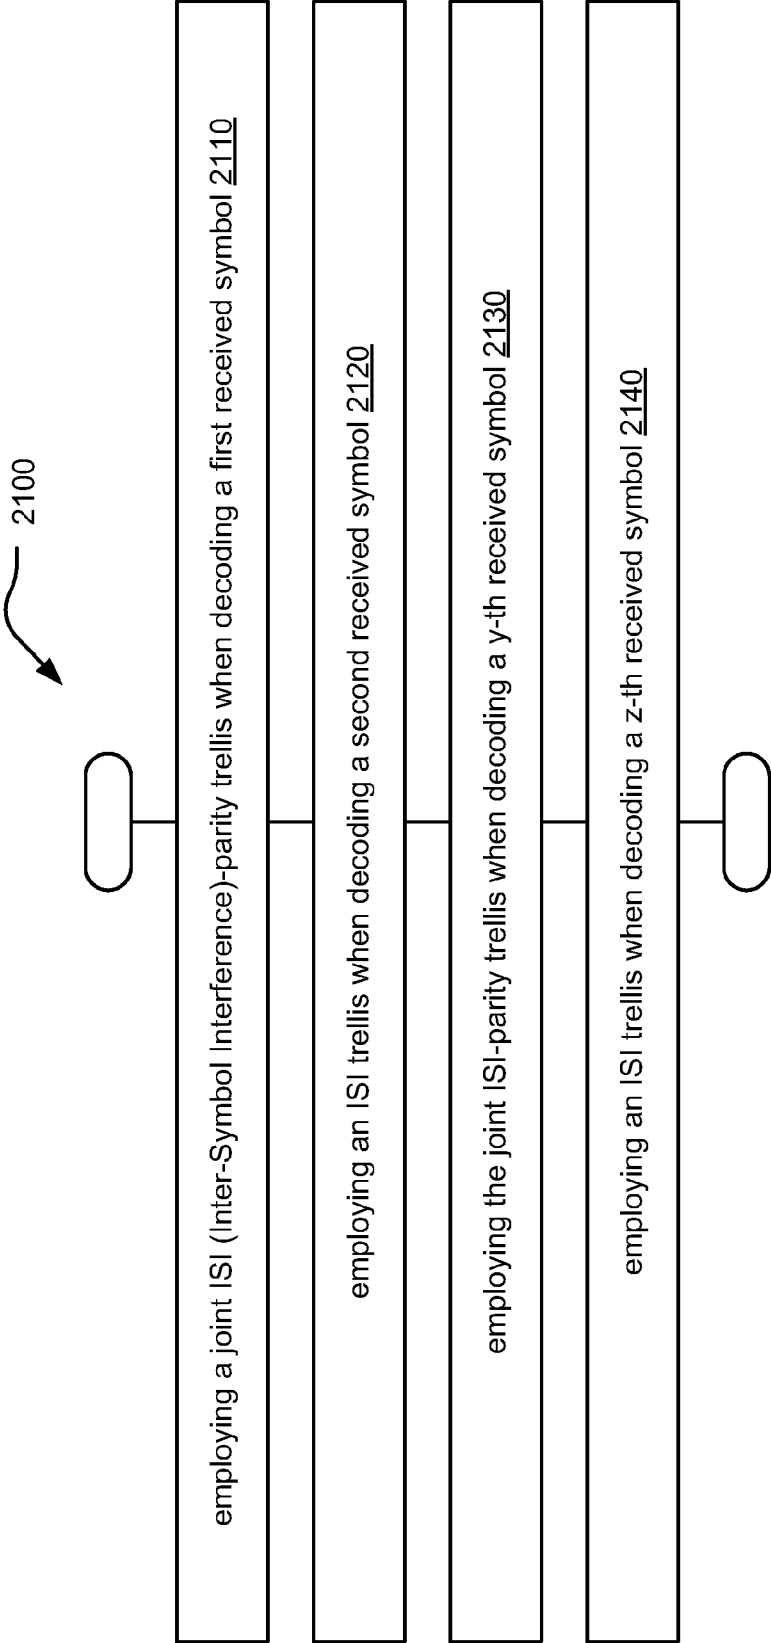 2100
employing a joint ISI (Inter-Symbol Interference)-parity trellis when decoding a first received symbol 2110
employing an ISI trellis when decoding a second received symbol 2120
employing the joint ISI-parity trellis when decoding a y-th received symbol 2130
employing an ISI trellis when decoding a z-th received symbol 2140